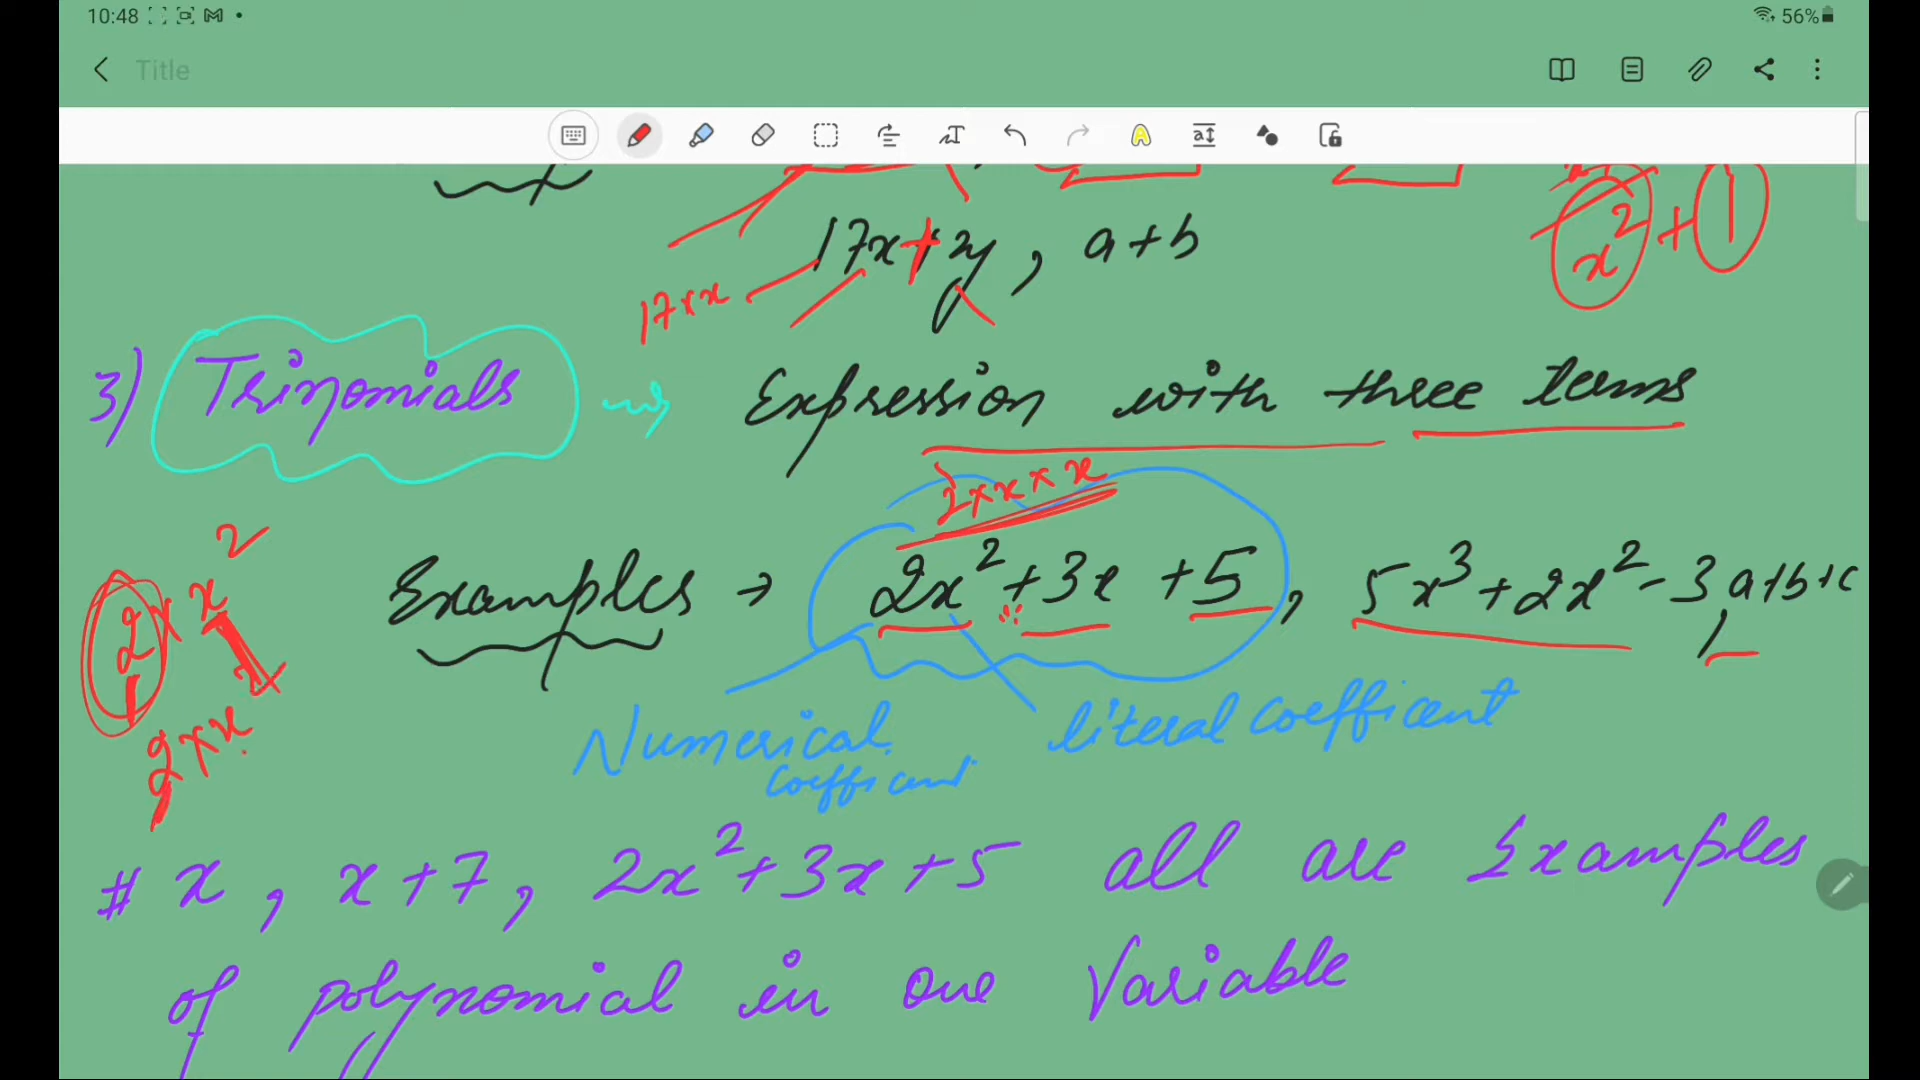 10:48
56%
Title
17x+y, a+b
x²+1
17×x
3) Trinomials → Expression with three terms
2×x×x
Examples → 2x²+3x+5, 5x³+2x²-3, a+b+c
2×x²
2×x
Numerical coefficient
literal coefficient
# x, x+7, 2x²+3x+5 all are Examples
of polynomial in one Variable